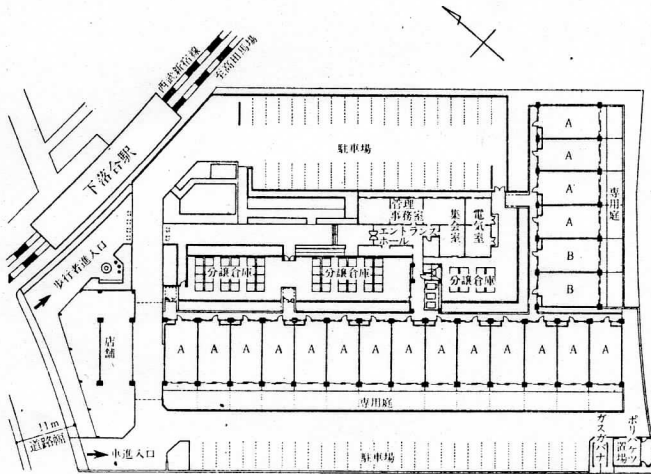 西武新宿線
至高田馬場
下落合駅
歩行者進入口
駐車場
管理
事務室
エントランス
ホール
集会室
電気室
分譲倉庫
分譲倉庫
分譲倉庫
A
A
A
A
B
B
専用庭
店舗
A A A A A A A A A A A A A A
専用庭
11m
道路幅
車進入口
駐車場
ガスガバナー
ポリバケツ
置場